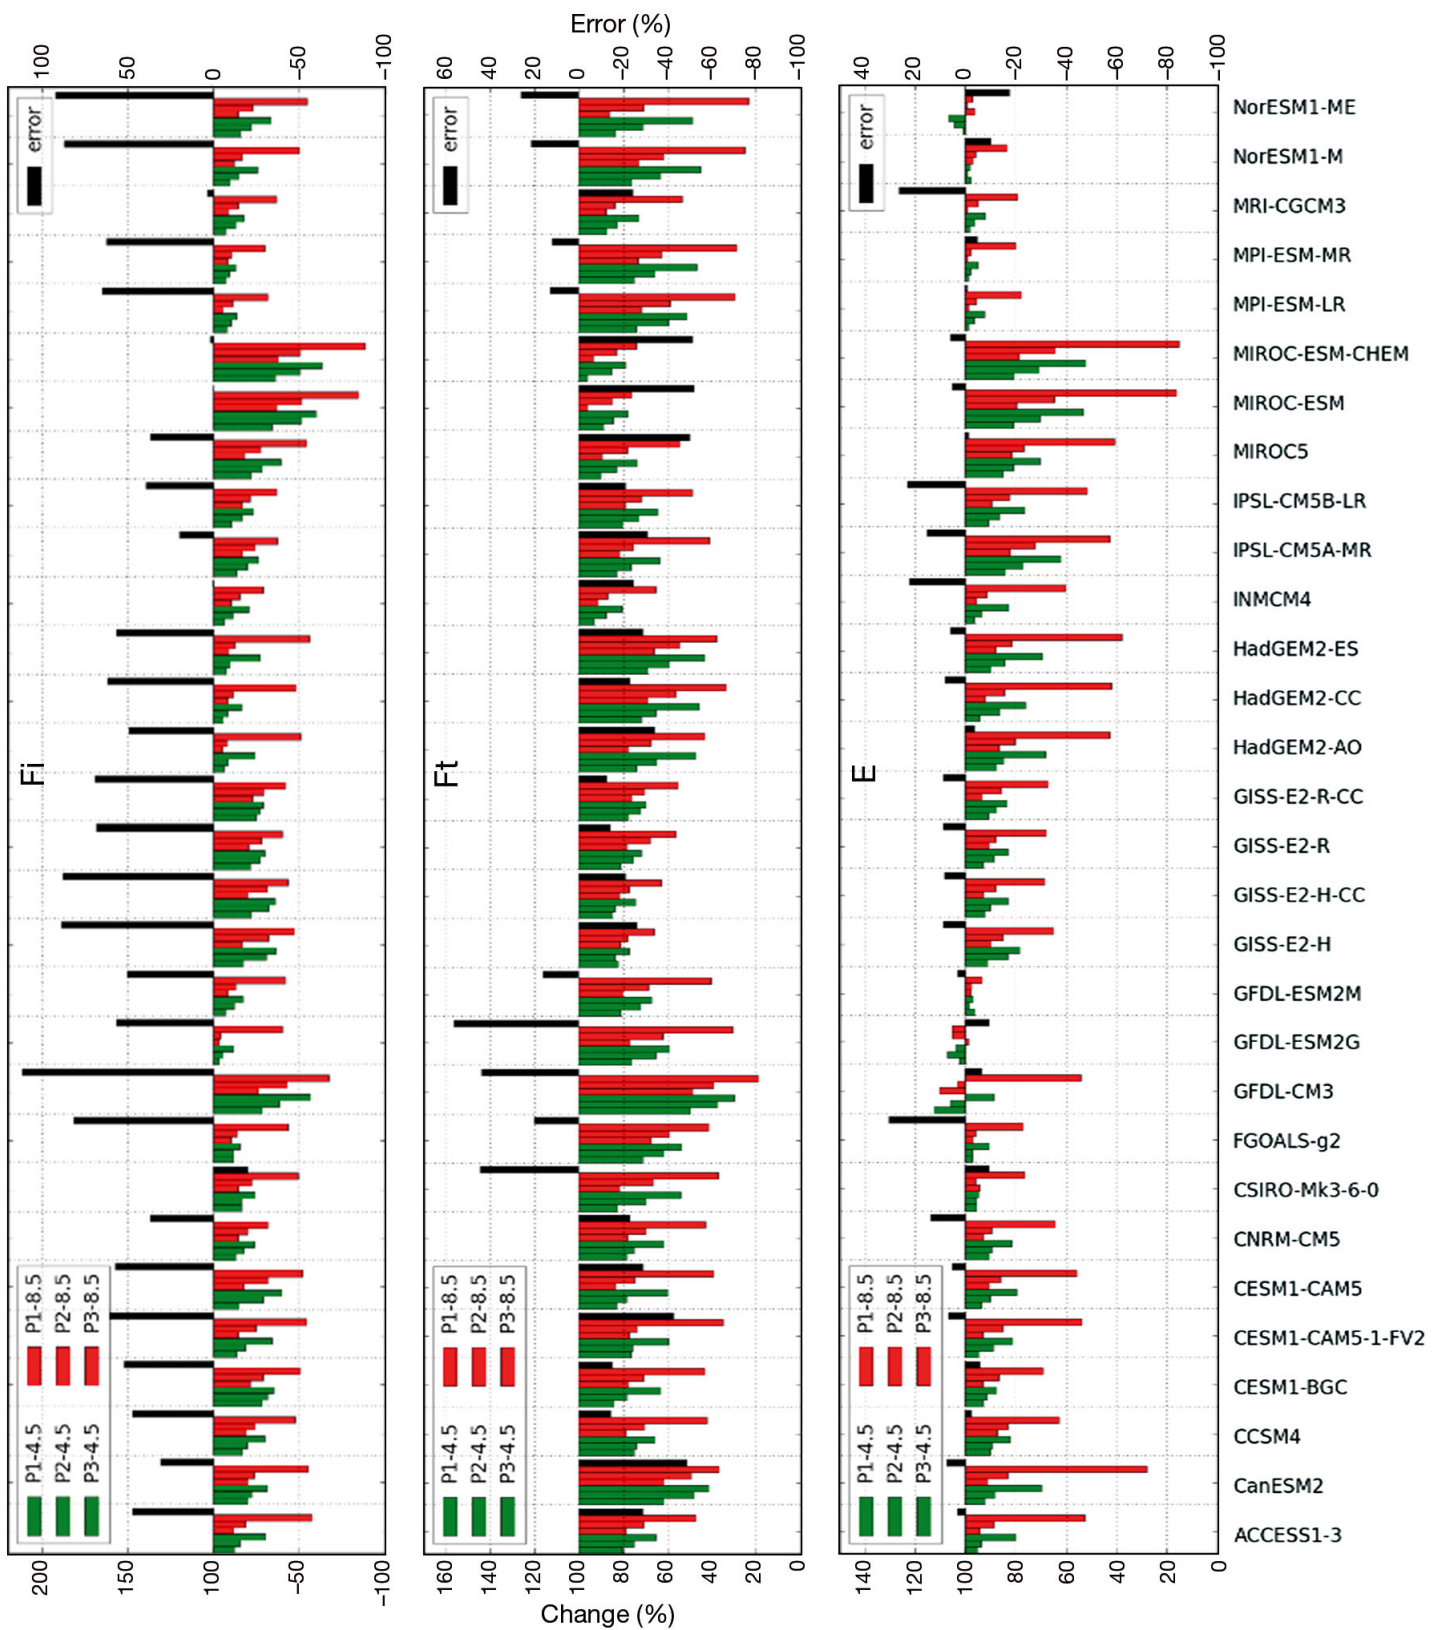 Error (%)
100
50
0
−50
−100
60
40
20
0
−20
−40
−60
−80
−100
40
20
0
−20
−40
−60
−80
−100
error
error
error
Fi
Ft
E
NorESM1-ME
NorESM1-M
MRI-CGCM3
MPI-ESM-MR
MPI-ESM-LR
MIROC-ESM-CHEM
MIROC-ESM
MIROC5
IPSL-CM5B-LR
IPSL-CM5A-MR
INMCM4
HadGEM2-ES
HadGEM2-CC
HadGEM2-AO
GISS-E2-R-CC
GISS-E2-R
GISS-E2-H-CC
GISS-E2-H
GFDL-ESM2M
GFDL-ESM2G
GFDL-CM3
FGOALS-g2
CSIRO-Mk3-6-0
CNRM-CM5
CESM1-CAM5
CESM1-CAM5-1-FV2
CESM1-BGC
CCSM4
CanESM2
ACCESS1-3
P1-4.5 P1-8.5
P2-4.5 P2-8.5
P3-4.5 P3-8.5
P1-4.5 P1-8.5
P2-4.5 P2-8.5
P3-4.5 P3-8.5
P1-4.5 P1-8.5
P2-4.5 P2-8.5
P3-4.5 P3-8.5
200
150
100
−50
−100
160
140
120
100
80
60
40
20
140
120
100
80
60
40
20
0
Change (%)